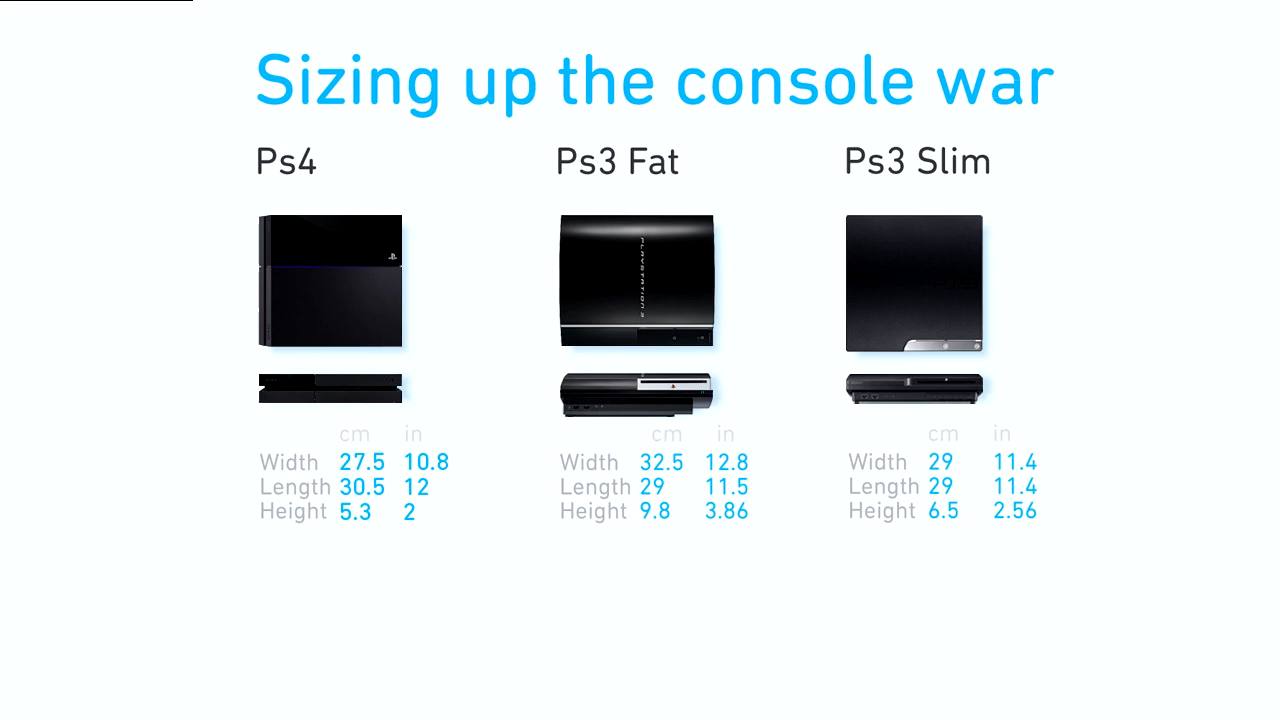 Sizing up the console war
Ps4
Ps3 Fat
Ps3 Slim
PLAYSTATION 3
cm in
Width 27.5 10.8
Length 30.5 12
Height 5.3 2
cm in
Width 32.5 12.8
Length 29 11.5
Height 9.8 3.86
cm in
Width 29 11.4
Length 29 11.4
Height 6.5 2.56